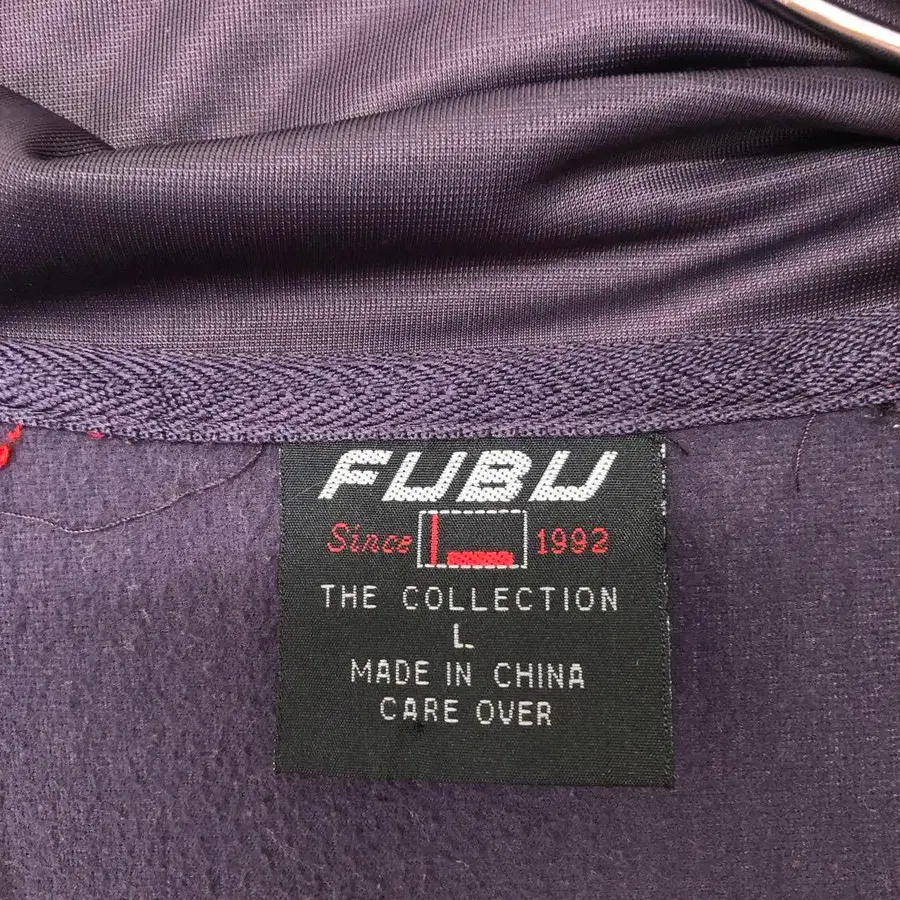 FUBU
Since 1992
THE COLLECTION
L
MADE IN CHINA
CARE OVER